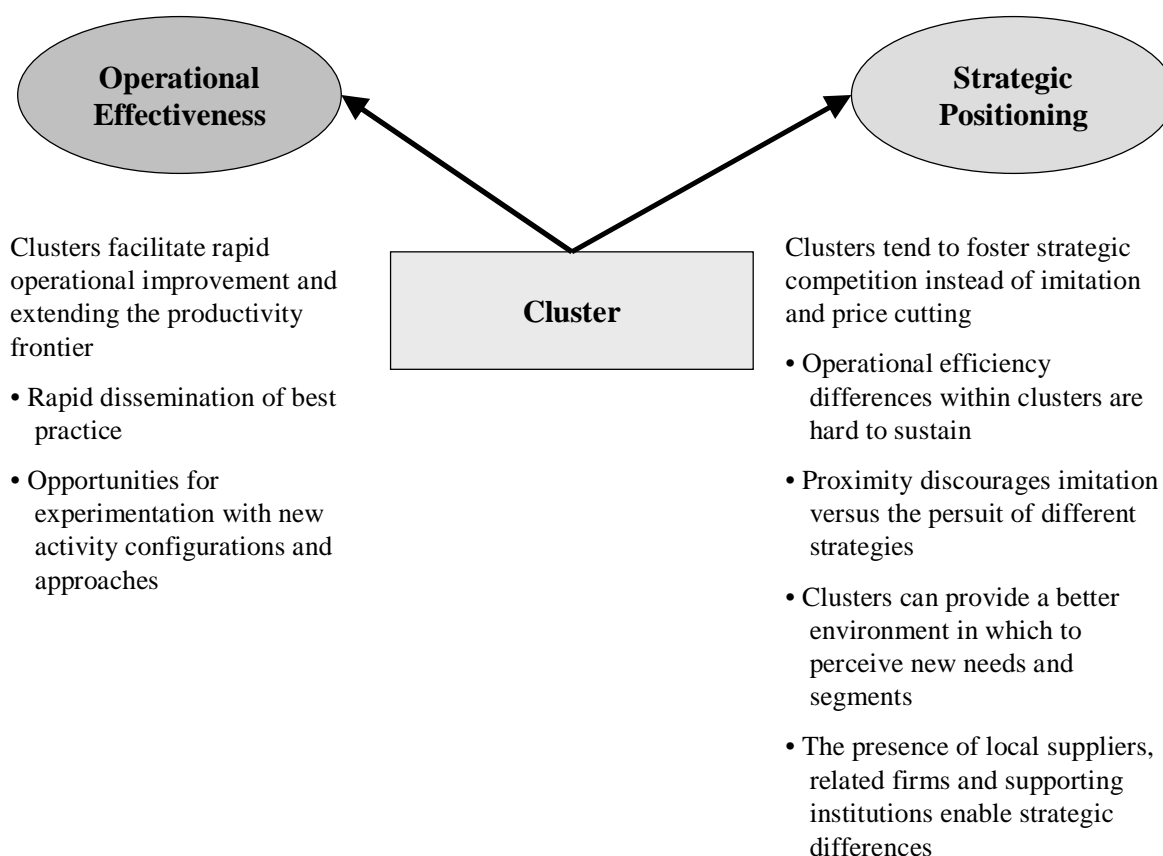 Operational
Effectiveness
Strategic
Positioning
Cluster
Clusters facilitate rapid
operational improvement and
extending the productivity
frontier
• Rapid dissemination of best
practice
• Opportunities for
experimentation with new
activity configurations and
approaches
Clusters tend to foster strategic
competition instead of imitation
and price cutting
• Operational efficiency
differences within clusters are
hard to sustain
• Proximity discourages imitation
versus the persuit of different
strategies
• Clusters can provide a better
environment in which to
perceive new needs and
segments
• The presence of local suppliers,
related firms and supporting
institutions enable strategic
differences